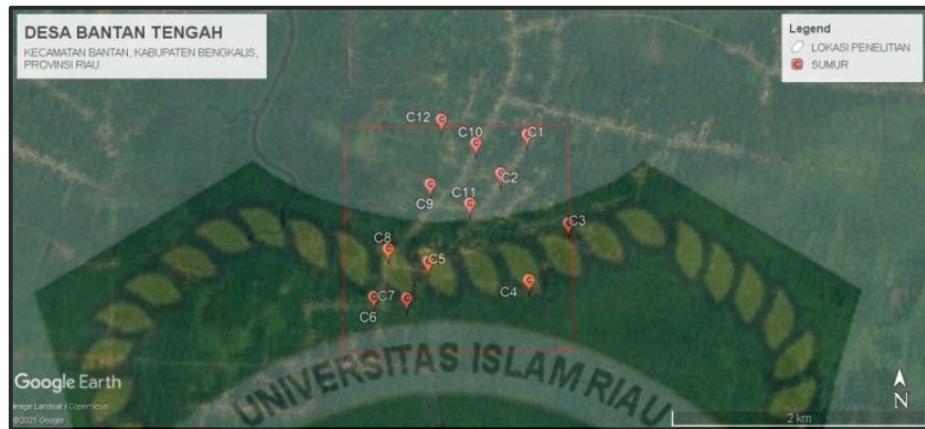 DESA BANTAN TENGAH
KECAMATAN BANTAN, KABUPATEN BENGKALIS,
PROVINSI RIAU
Legend
LOKASI PENELITIAN
C SUMUR
C12
C10
C1
C2
C9
C11
C3
C8
C5
C4
C7
C6
UNIVERSITAS ISLAM RIAU
Google Earth
Image Landsat / Copernicus
©2021 Google
N
2 km